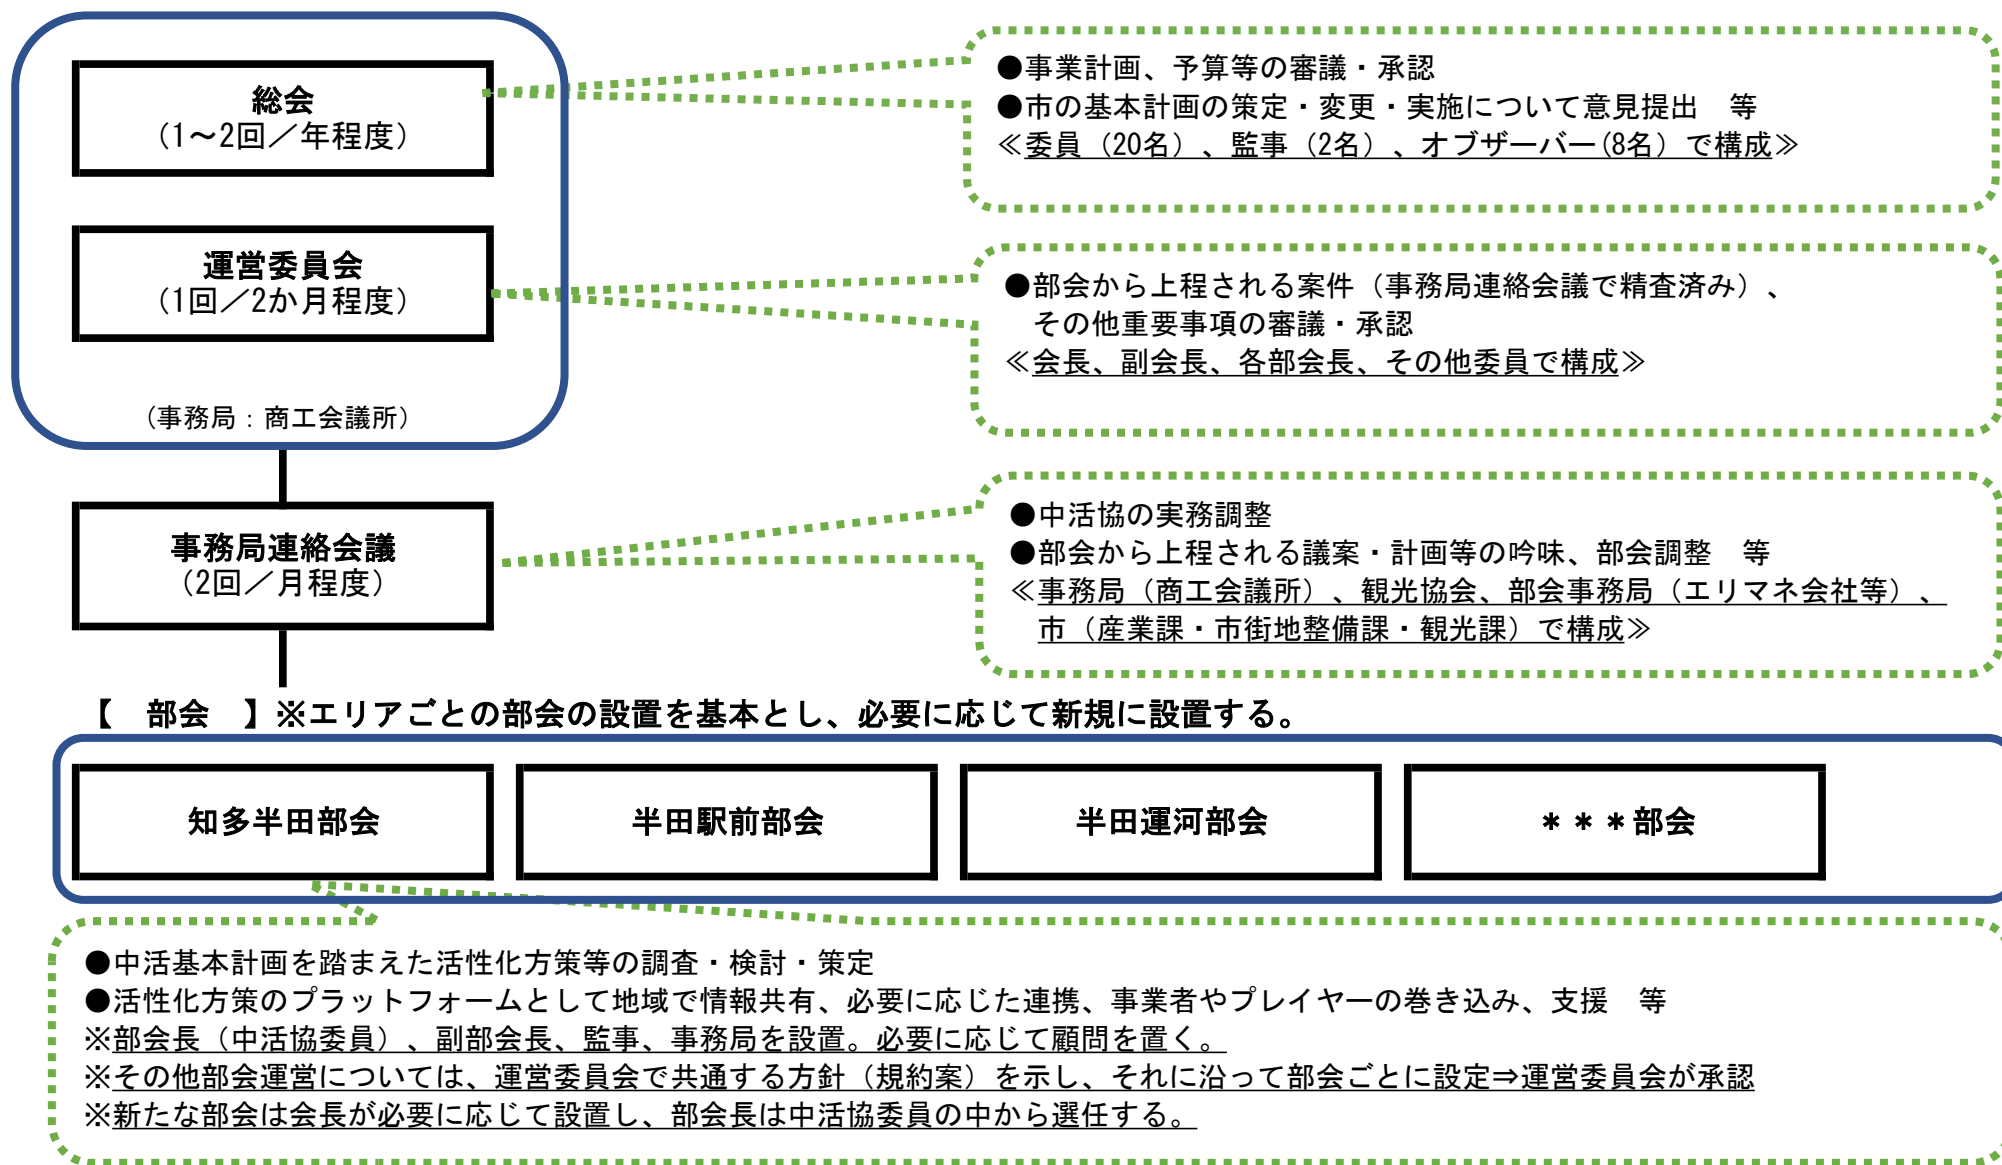 総会
（1～2回／年程度）
●事業計画、予算等の審議・承認
●市の基本計画の策定・変更・実施について意見提出　等
≪委員（20名）、監事（2名）、オブザーバー(8名）で構成≫
運営委員会
（1回／2か月程度）
●部会から上程される案件（事務局連絡会議で精査済み）、
その他重要事項の審議・承認
≪会長、副会長、各部会長、その他委員で構成≫
（事務局：商工会議所）
事務局連絡会議
（2回／月程度）
●中活協の実務調整
●部会から上程される議案・計画等の吟味、部会調整　等
≪事務局（商工会議所）、観光協会、部会事務局（エリマネ会社等）、
市（産業課・市街地整備課・観光課）で構成≫
【　部会　】※エリアごとの部会の設置を基本とし、必要に応じて新規に設置する。
知多半田部会
半田駅前部会
半田運河部会
＊＊＊部会
●中活基本計画を踏まえた活性化方策等の調査・検討・策定
●活性化方策のプラットフォームとして地域で情報共有、必要に応じた連携、事業者やプレイヤーの巻き込み、支援　等
※部会長（中活協委員）、副部会長、監事、事務局を設置。必要に応じて顧問を置く。
※その他部会運営については、運営委員会で共通する方針（規約案）を示し、それに沿って部会ごとに設定⇒運営委員会が承認
※新たな部会は会長が必要に応じて設置し、部会長は中活協委員の中から選任する。